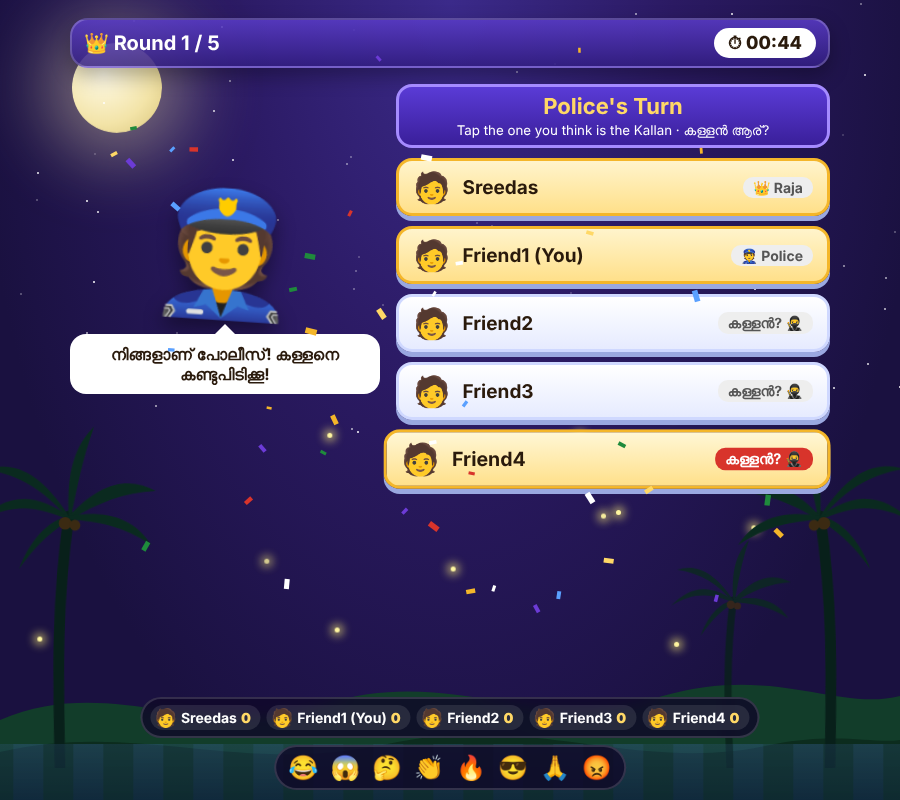 👑 Round 1 / 5
⏱ 00:44
Police's Turn
Tap the one you think is the Kallan · കള്ളൻ ആര്?
Sreedas
👑 Raja
Friend1 (You)
👮 Police
Friend2
കള്ളൻ? 🥷
Friend3
കള്ളൻ? 🥷
Friend4
കള്ളൻ? 🥷
നിങ്ങളാണ് പോലീസ്! കള്ളനെ
കണ്ടുപിടിക്കൂ!
Sreedas 0 Friend1 (You) 0 Friend2 0 Friend3 0 Friend4 0